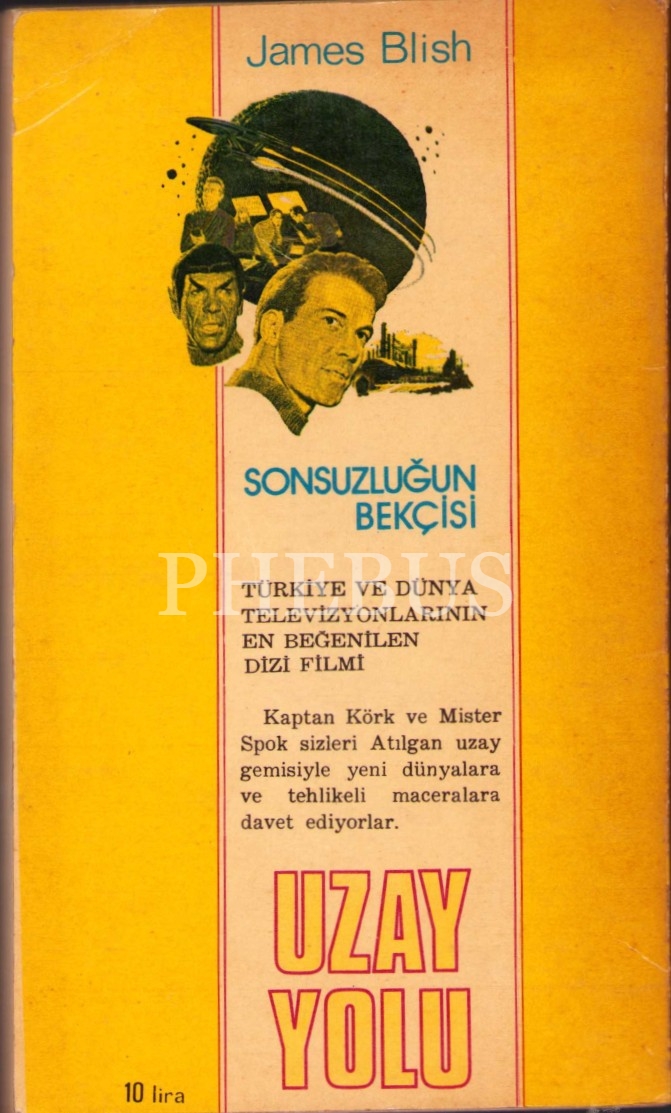 James Blish
SONSUZLUĞUN
BEKÇİSİ
PHEBUS
TÜRKİYE VE DÜNYA
TELEVİZYONLARININ
EN BEĞENİLEN
DİZİ FİLMİ
Kaptan Körk ve Mister
Spok sizleri Atılgan uzay
gemisiyle yeni dünyalara
ve tehlikeli maceralara
davet ediyorlar.
UZAY
YOLU
10 lira